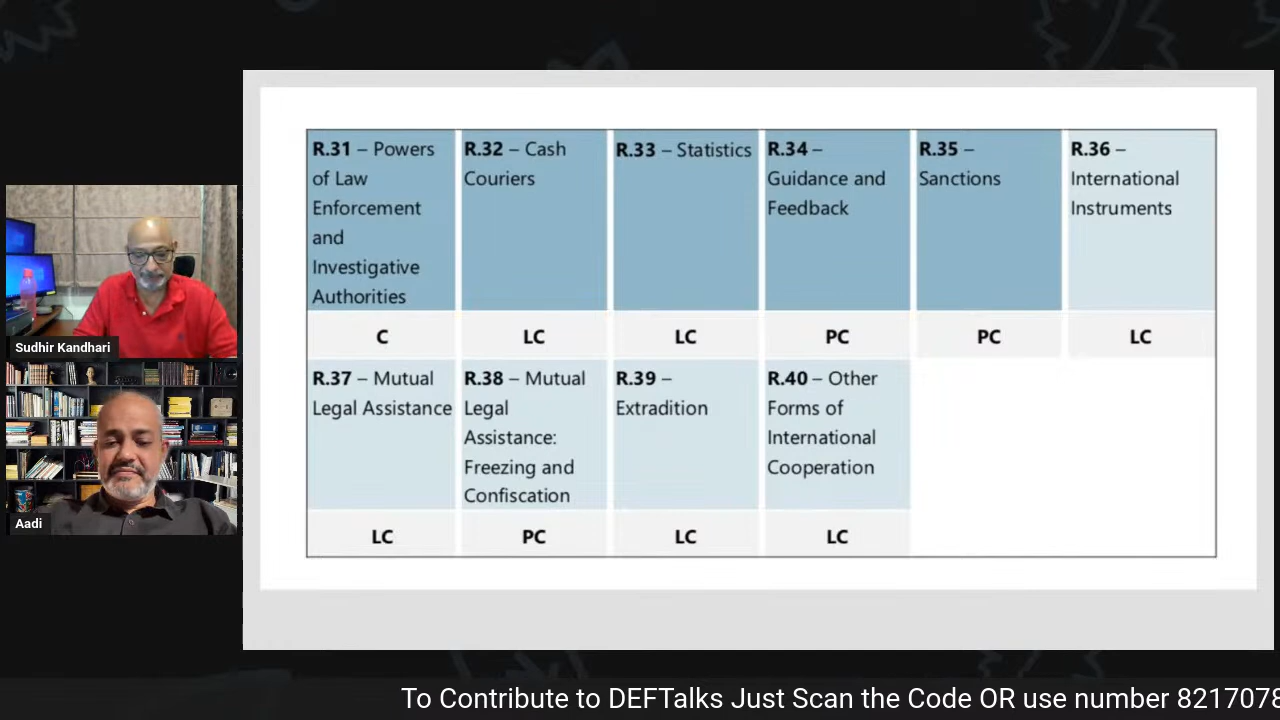 R.31 – Powers
of Law
Enforcement
and
Investigative
Authorities
R.32 – Cash
Couriers
R.33 – Statistics
R.34 –
Guidance and
Feedback
R.35 –
Sanctions
R.36 –
International
Instruments
C
LC
LC
PC
PC
LC
R.37 – Mutual
Legal Assistance
R.38 – Mutual
Legal
Assistance:
Freezing and
Confiscation
R.39 –
Extradition
R.40 – Other
Forms of
International
Cooperation
LC
PC
LC
LC
Sudhir Kandhari
Aadi
To Contribute to DEFTalks Just Scan the Code OR use number 8217078